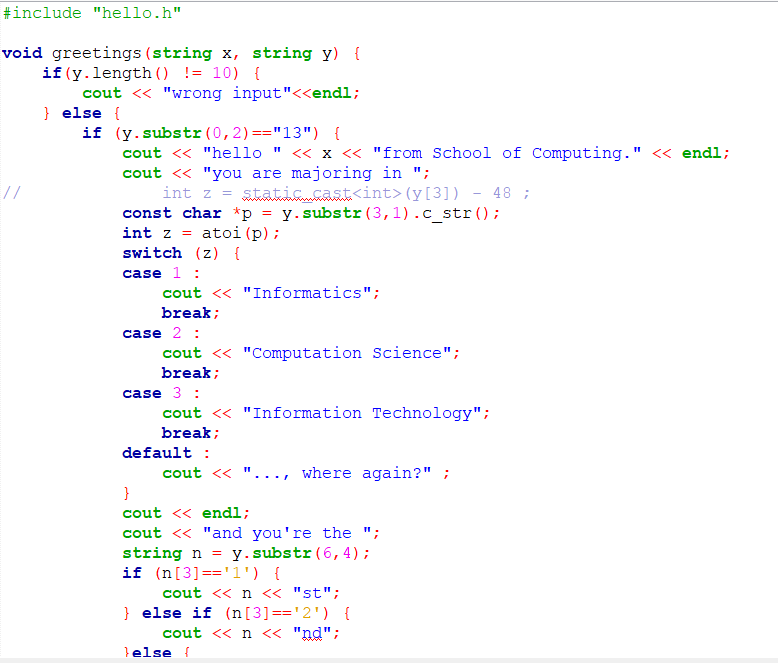 #include "hello.h"

void greetings(string x, string y) {
    if(y.length() != 10) {
        cout << "wrong input"<<endl;
    } else {
        if (y.substr(0,2)=="13") {
            cout << "hello " << x << "from School of Computing." << endl;
            cout << "you are majoring in ";
//              int z = static_cast<int>(y[3]) - 48 ;
            const char *p = y.substr(3,1).c_str();
            int z = atoi(p);
            switch (z) {
            case 1 :
                cout << "Informatics";
                break;
            case 2 :
                cout << "Computation Science";
                break;
            case 3 :
                cout << "Information Technology";
                break;
            default :
                cout << "..., where again?" ;
            }
            cout << endl;
            cout << "and you're the ";
            string n = y.substr(6,4);
            if (n[3]=='1') {
                cout << n << "st";
            } else if (n[3]=='2') {
                cout << n << "nd";
            }else {